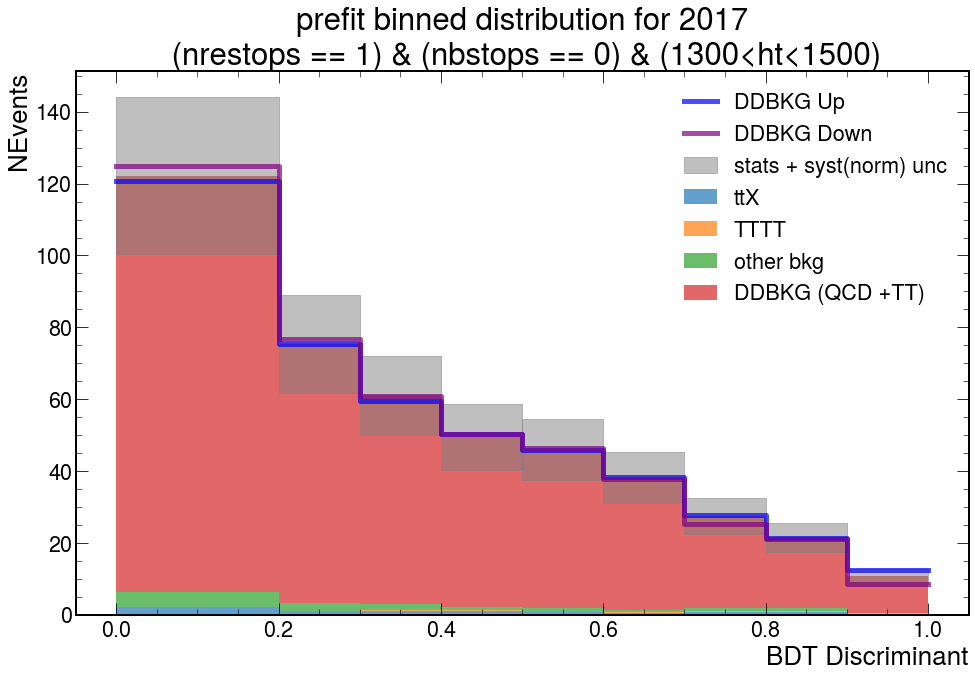 prefit binned distribution for 2017
(nrestops == 1) & (nbstops == 0) & (1300<ht<1500)
NEvents
140
120
100
80
60
40
20
0
DDBKG Up
DDBKG Down
stats + syst(norm) unc
ttX
TTTT
other bkg
DDBKG (QCD +TT)
0.0 0.2 0.4 0.6 0.8 1.0
BDT Discriminant